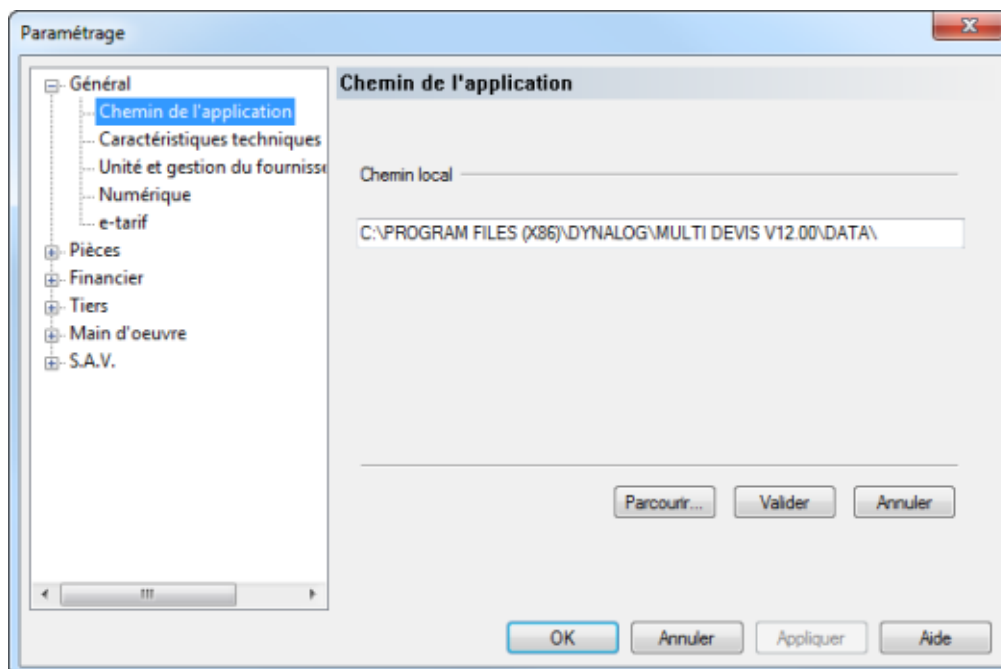 Paramétrage
Général
Chemin de l'application
Caractéristiques techniques
Unité et gestion du fournisse
Numérique
e-tarif
Pièces
Financier
Tiers
Main d'oeuvre
S.A.V.
Chemin de l'application
Chemin local
C:\PROGRAM FILES (X86)\DYNALOG\MULTI DEVIS V12.00\DATA\
Parcourir... Valider Annuler
OK Annuler Appliquer Aide